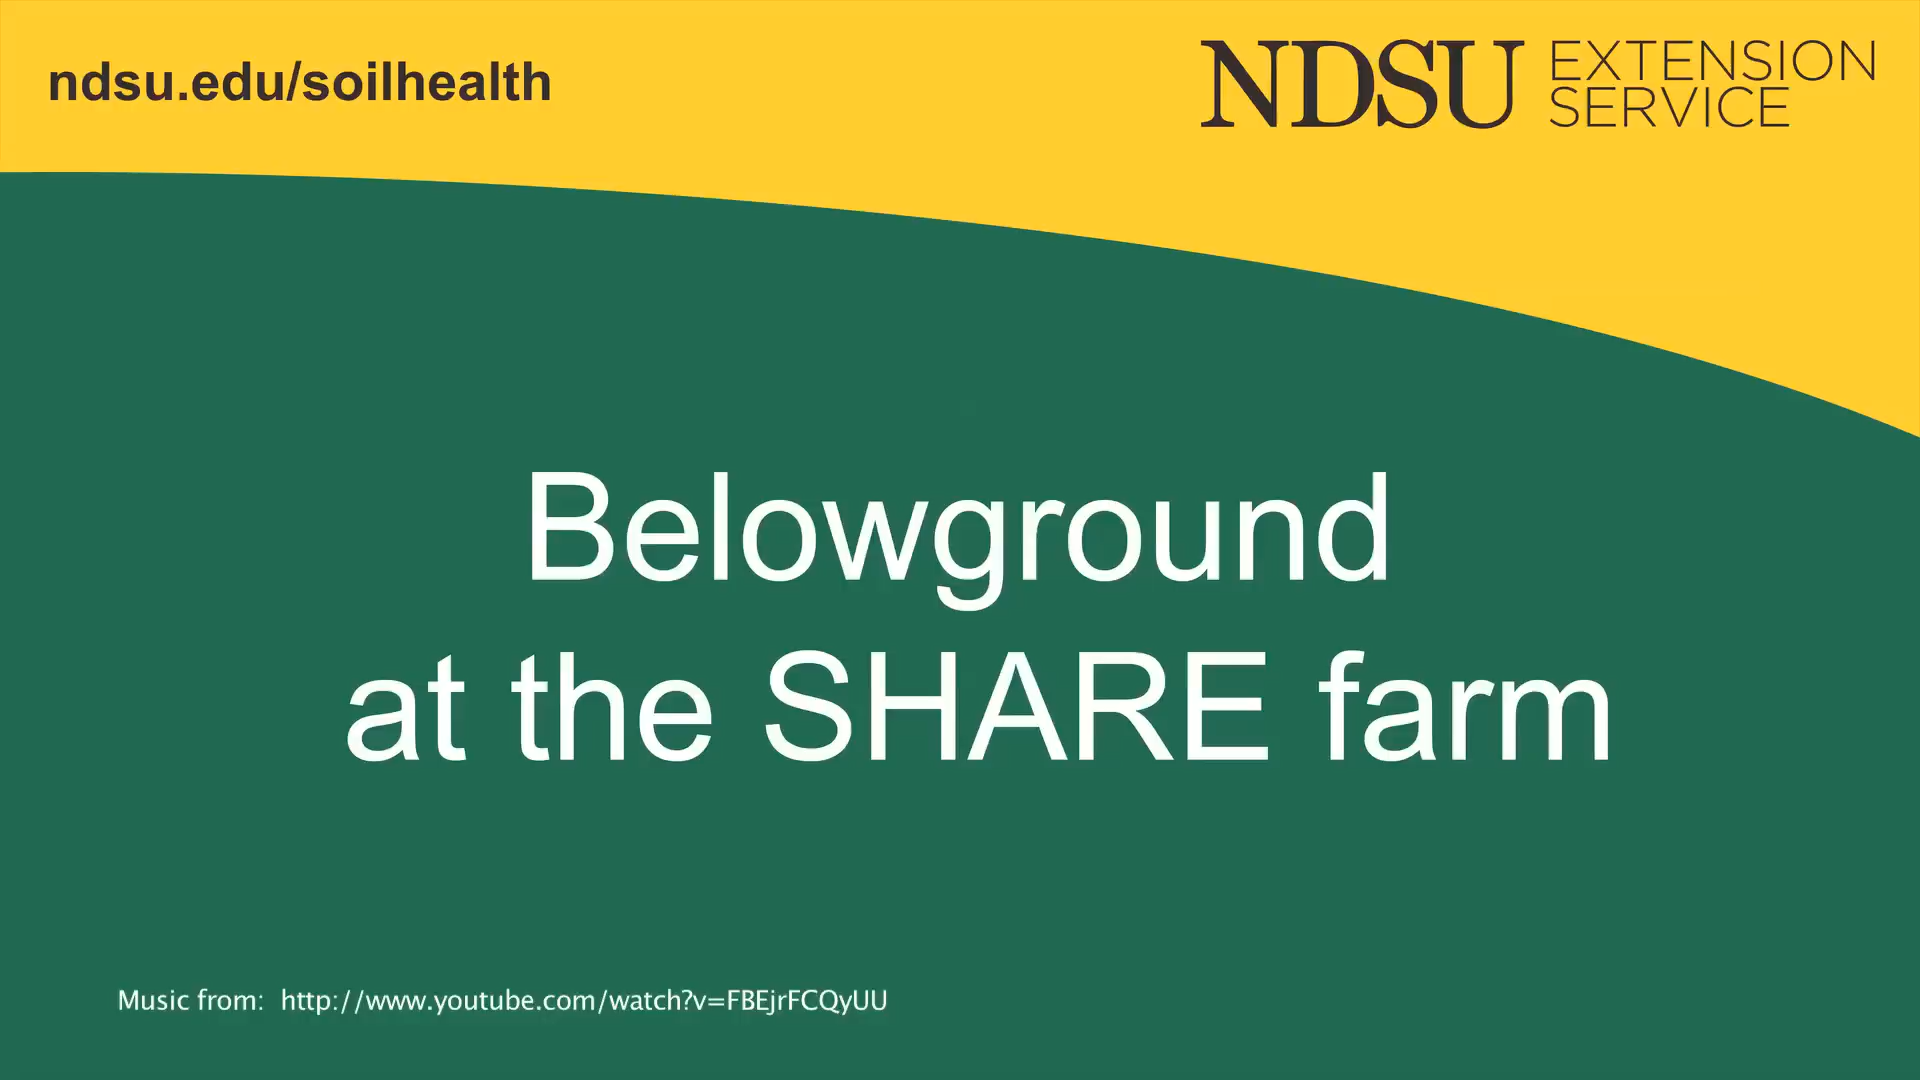 ndsu.edu/soilhealth
NDSU EXTENSION
SERVICE
Belowground
at the SHARE farm
Music from: http://www.youtube.com/watch?v=FBEjrFCQyUU